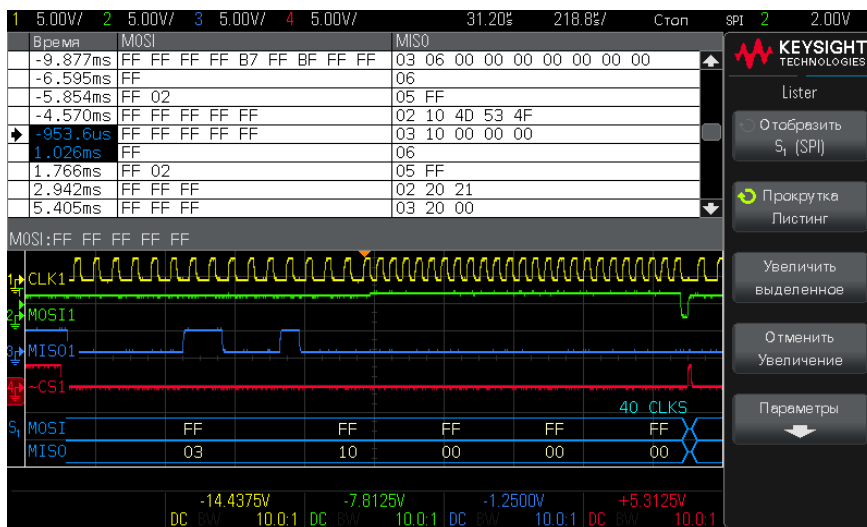 1 5.00V/ 2 5.00V/ 3 5.00V/ 4 5.00V/ 31.20% 218.8%/ Стоп SPI 2 2.00V
Время MOSI MISO
-9.877ms FF FF FF FF B7 FF BF FF FF 03 06 00 00 00 00 00 00 00
-6.595ms FF 06
-5.854ms FF 02 05 FF
-4.570ms FF FF FF FF FF 02 10 4D 53 4F
-953.6us FF FF FF FF FF 03 10 00 00 00
1.026ms FF 06
1.766ms FF 02 05 FF
2.942ms FF FF FF 02 20 21
5.405ms FF FF FF 03 20 00
MOSI:FF FF FF FF FF
1 CLK1
2 MOSI1
3 MISO1
4 ~CS1
40 CLKS
S1 MOSI FF FF FF FF FF
MISO 03 10 00 00 00
-14.4375V -7.8125V -1.2500V +5.3125V
DC BW 10.0:1 DC BW 10.0:1 DC BW 10.0:1 DC BW 10.0:1
KEYSIGHT
TECHNOLOGIES
Lister
Отобразить
S1 (SPI)
Прокрутка
Листинг
Увеличить
выделенное
Отменить
Увеличение
Параметры